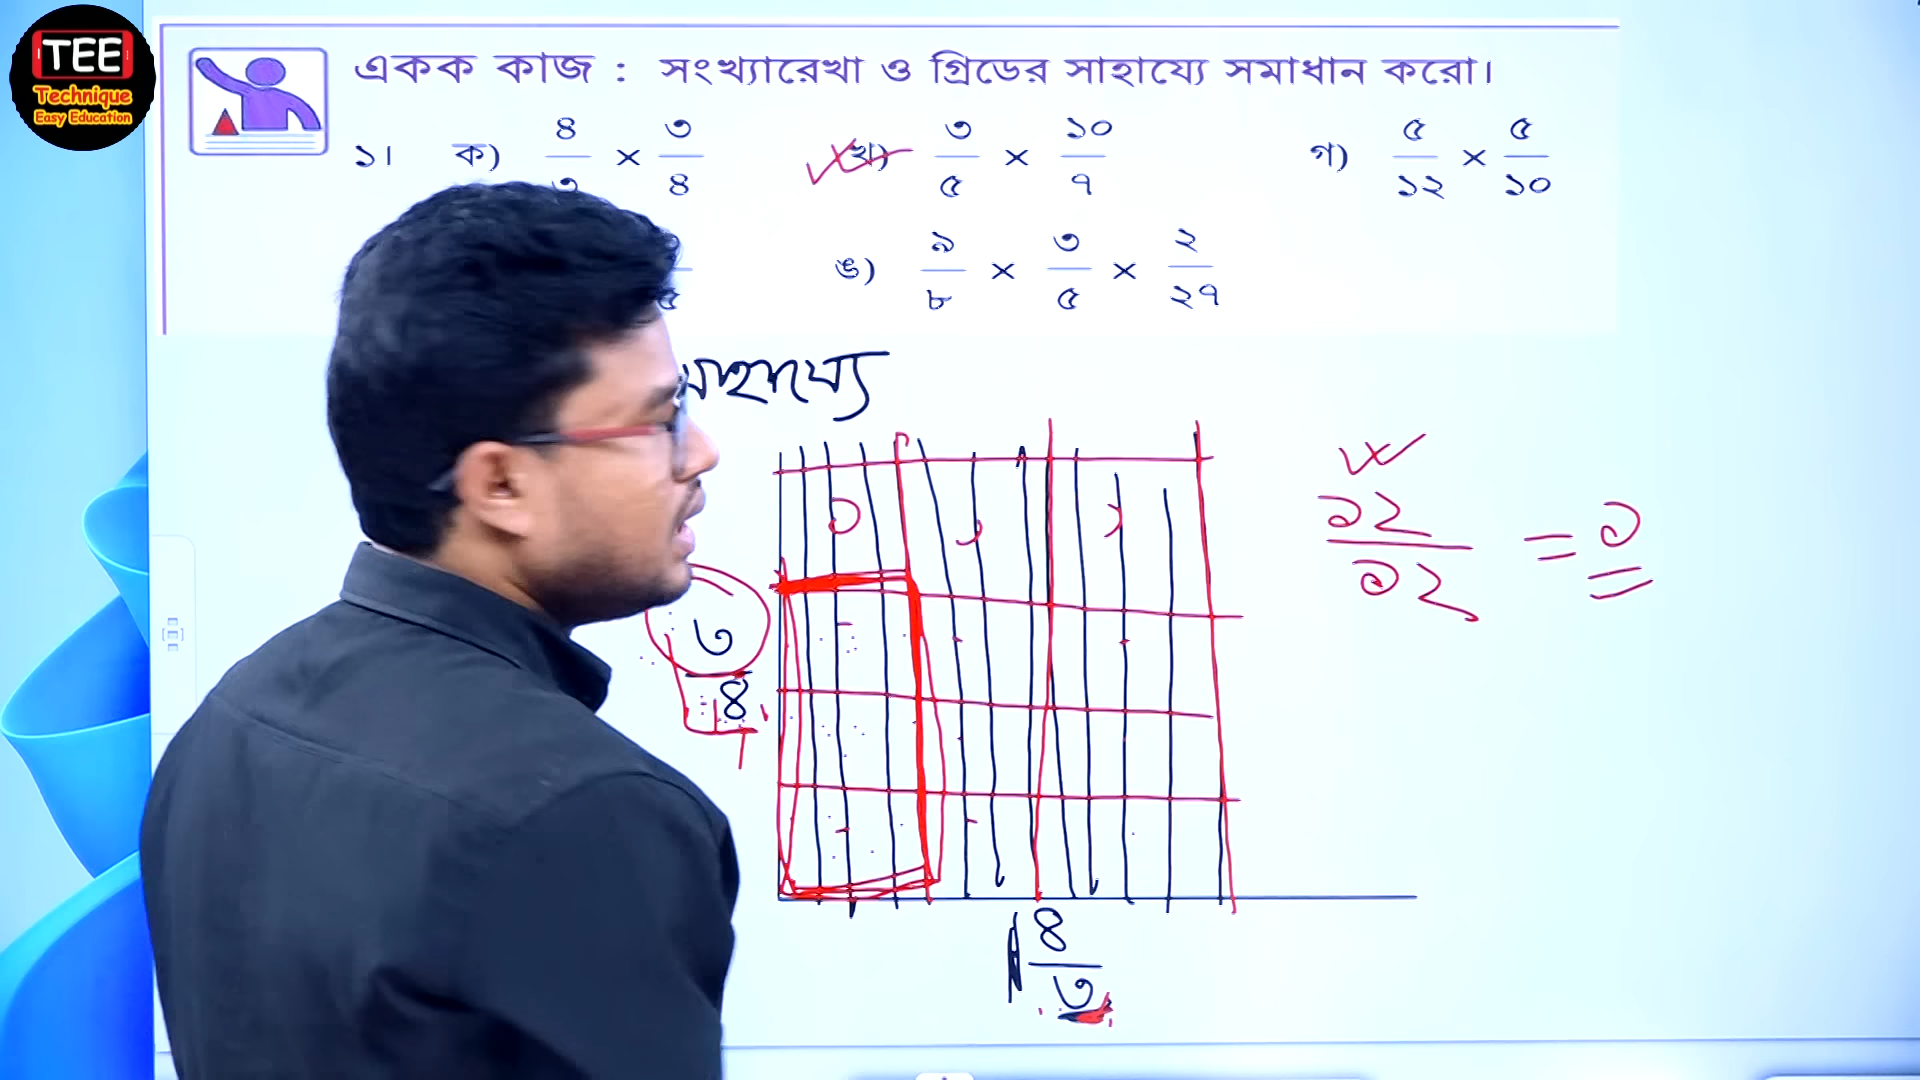 TEE
Technique
Easy Education
একক কাজ : সংখ্যারেখা ও গ্রিডের সাহায্যে সমাধান করো।
১। ক) ৪/৩ × ৩/৪ খ) ৩/৫ × ১০/৭ গ) ৫/১২ × ৫/১০
৫ ঙ) ৯/৮ × ৩/৫ × ২/২৭
সাহায্যে
১২/১২ = ১
৩/৪
৪/৩